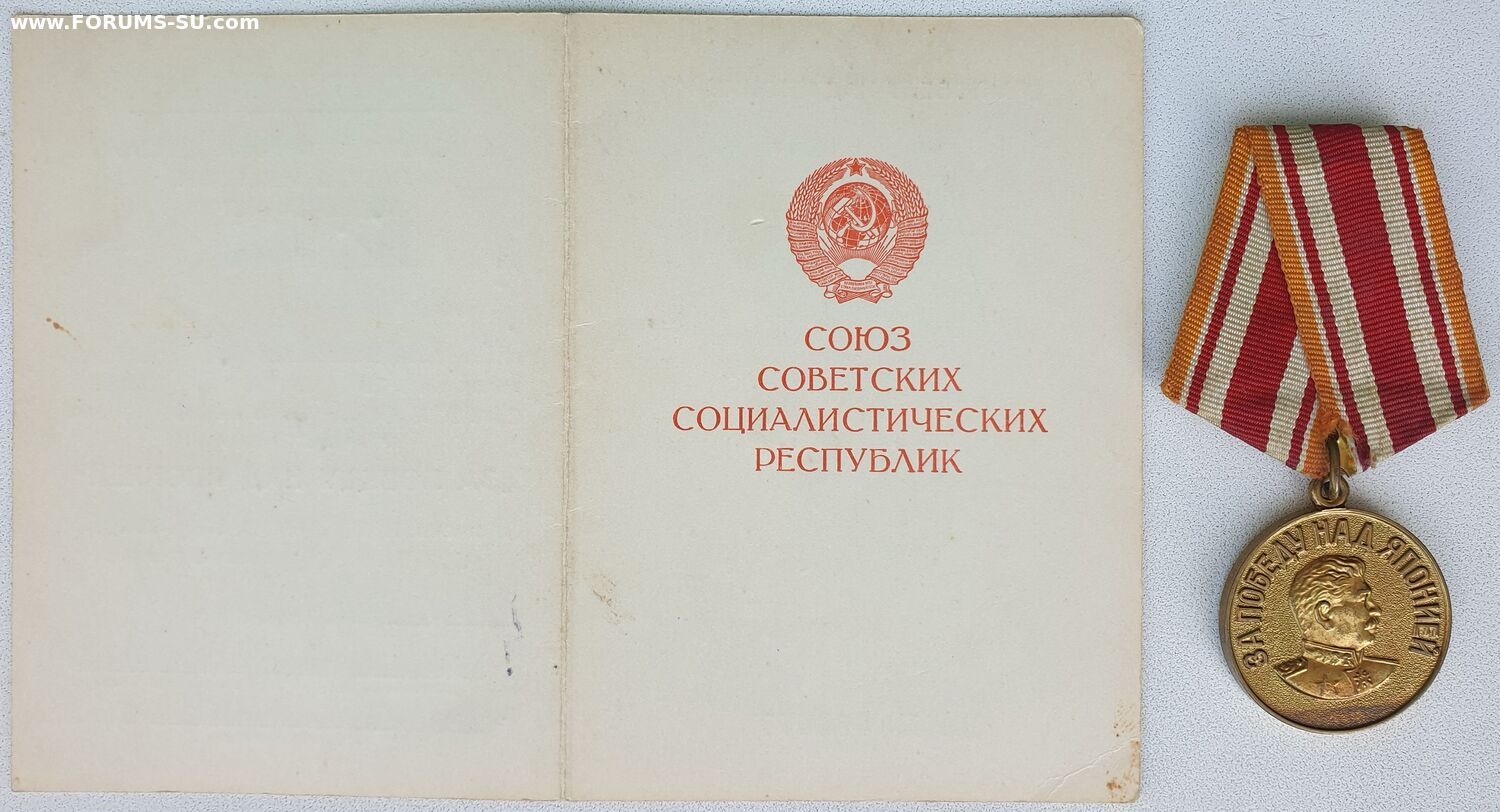 www.FORUMS-SU.com
СОЮЗ
СОВЕТСКИХ
СОЦИАЛИСТИЧЕСКИХ
РЕСПУБЛИК
ЗА ПОБЕДУ НАД ЯПОНИЕЙ